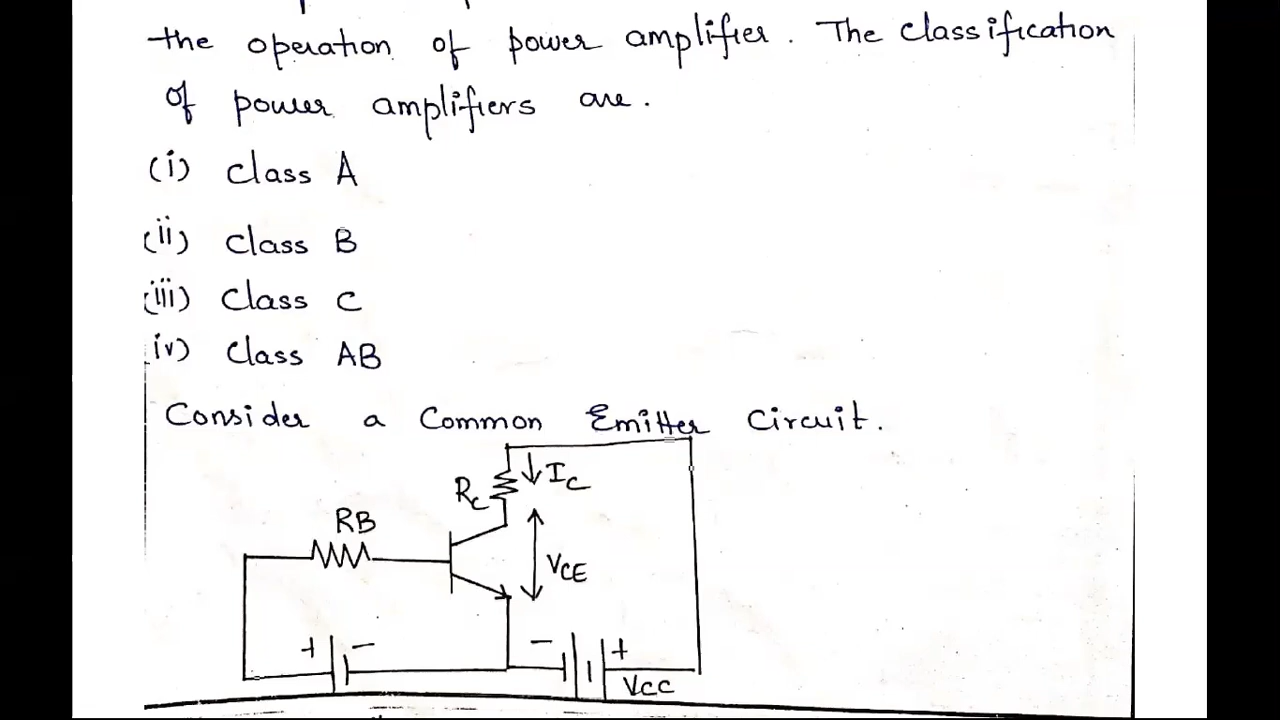 the operation of power amplifier. The classification
of power amplifiers are.
(i) class A
(ii) class B
(iii) class C
iv) class AB
Consider a Common Emitter Circuit.
RC
IC
RB
VCE
+ -
- +
VCC